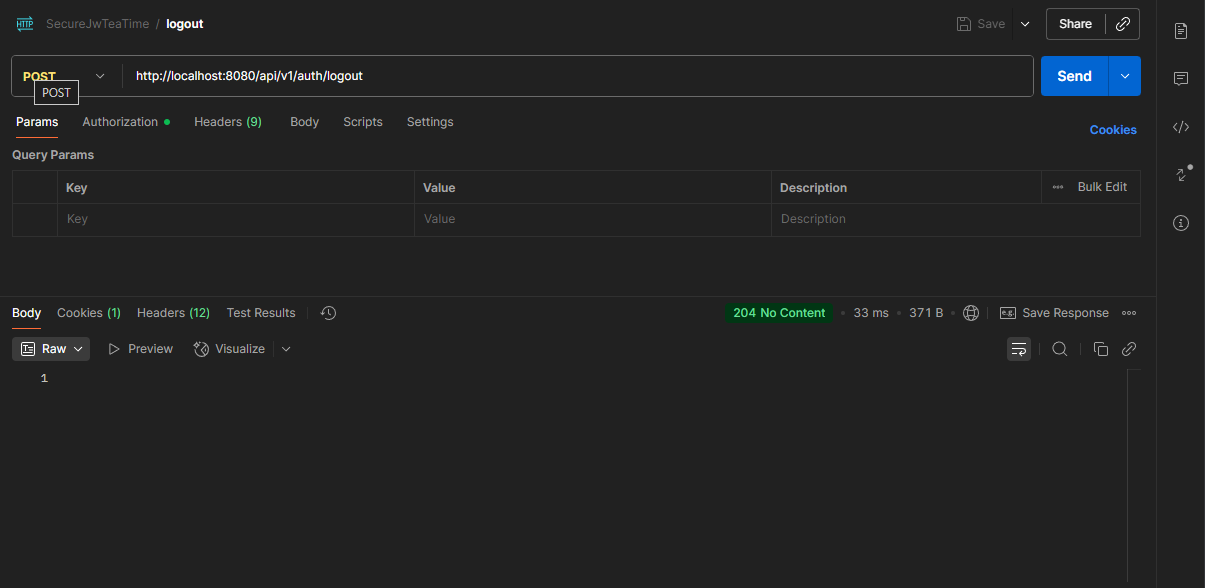 HTTP SecureJwTeaTime / logout Save Share
POST http://localhost:8080/api/v1/auth/logout Send
POST
Params Authorization Headers (9) Body Scripts Settings Cookies
Query Params
Key Value Description Bulk Edit
Key Value Description
Body Cookies (1) Headers (12) Test Results 204 No Content 33 ms 371 B e.g. Save Response
Raw Preview Visualize
1